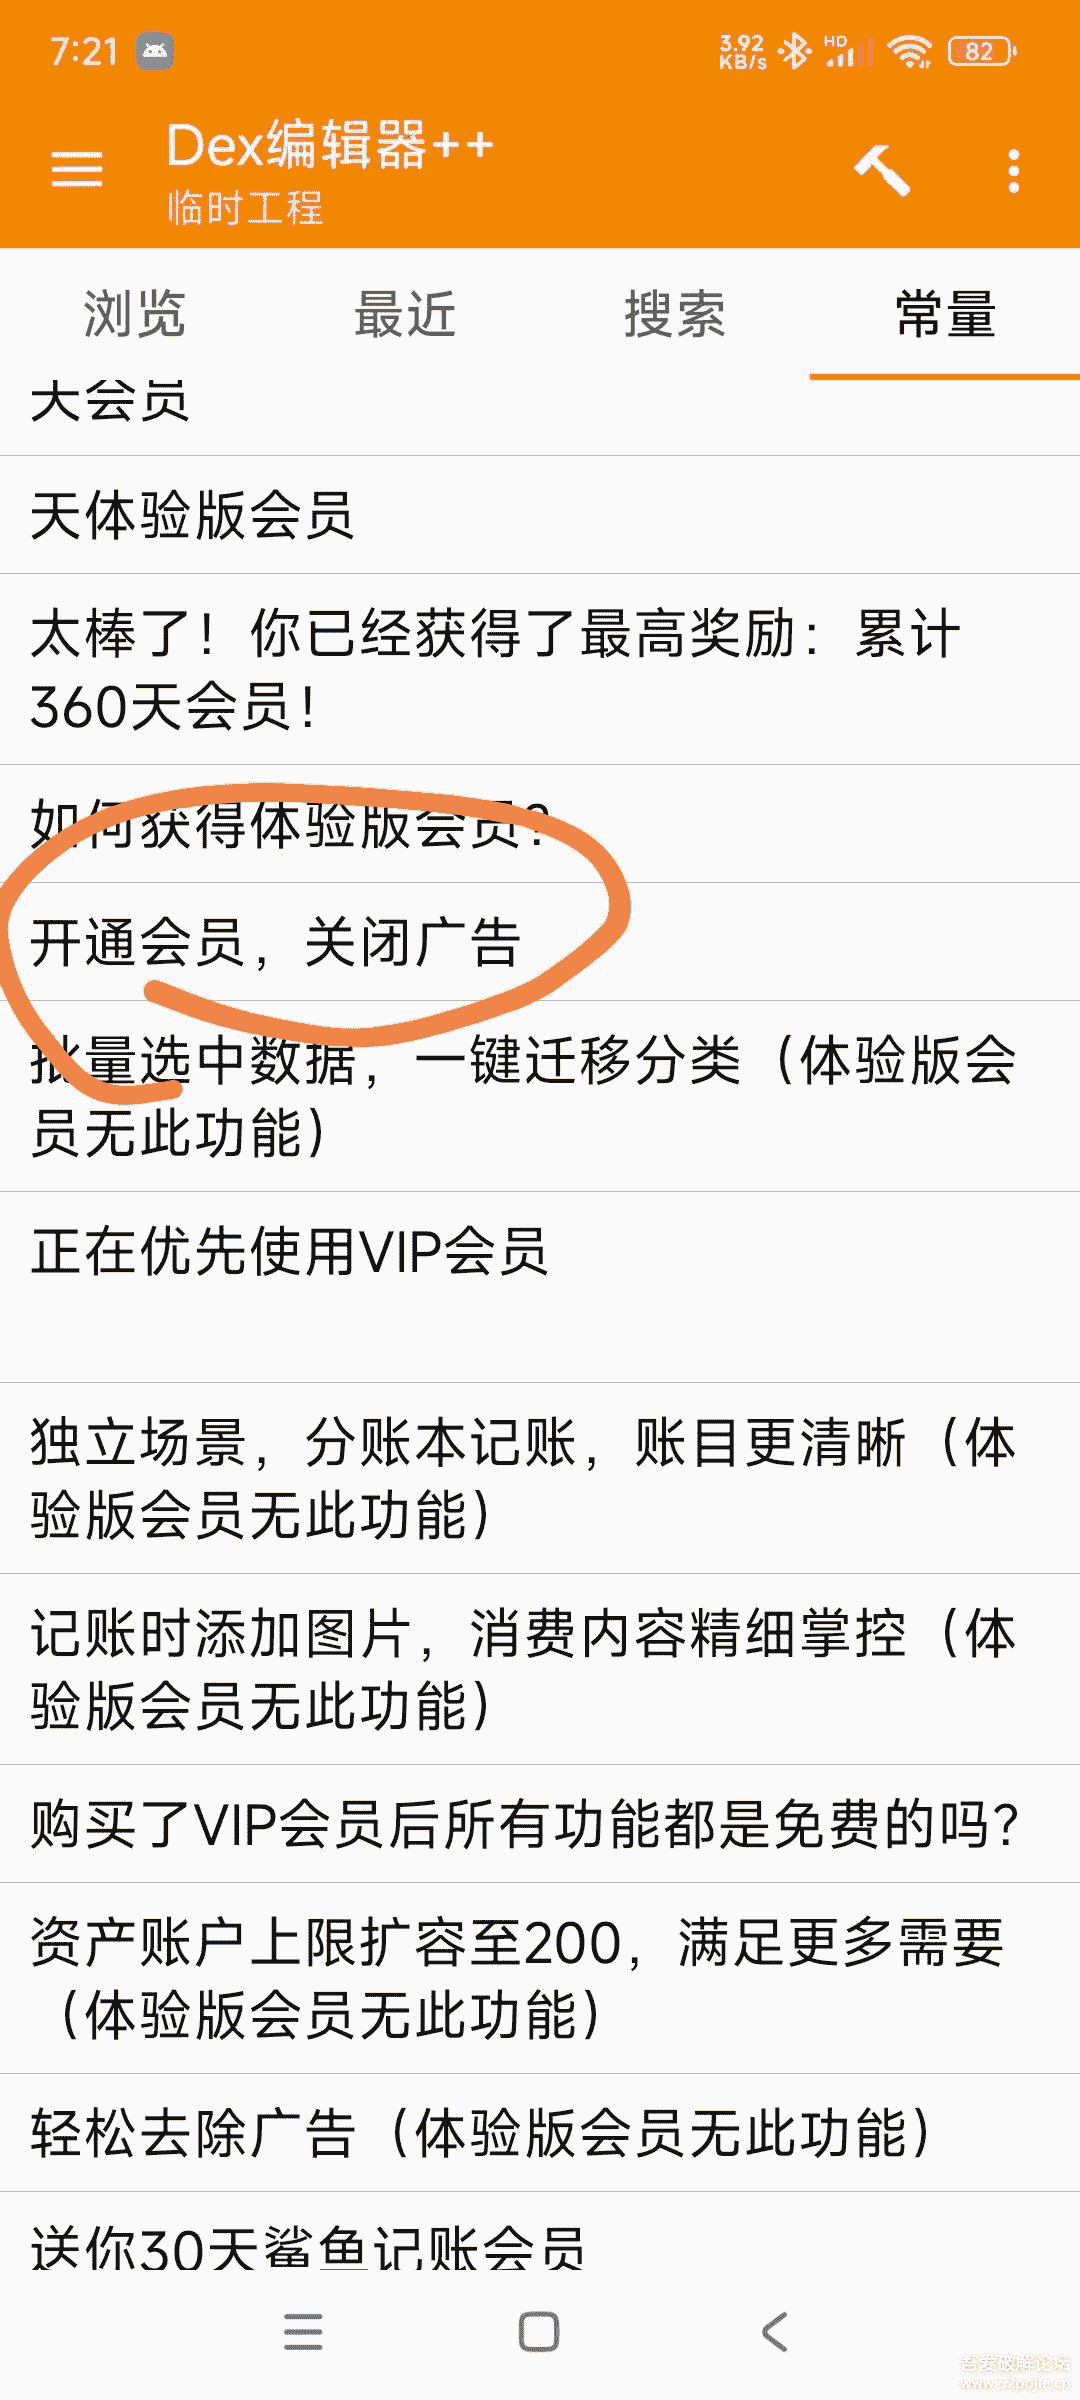 7:21
3.92
KB/s
HD
82
Dex编辑器++
临时工程
浏览
最近
搜索
常量
天会员
天体验版会员
太棒了！你已经获得了最高奖励：累计
360天会员！
如何获得体验版会员？
开通会员，关闭广告
批量选中数据，一键迁移分类（体验版会
员无此功能）
正在优先使用VIP会员
独立场景，分账本记账，账目更清晰（体
验版会员无此功能）
记账时添加图片，消费内容精细掌控（体
验版会员无此功能）
购买了VIP会员后所有功能都是免费的吗？
资产账户上限扩容至200，满足更多需要
（体验版会员无此功能）
轻松去除广告（体验版会员无此功能）
送你30天鲨鱼记账会员
吾爱破解论坛
www.52pojie.cn